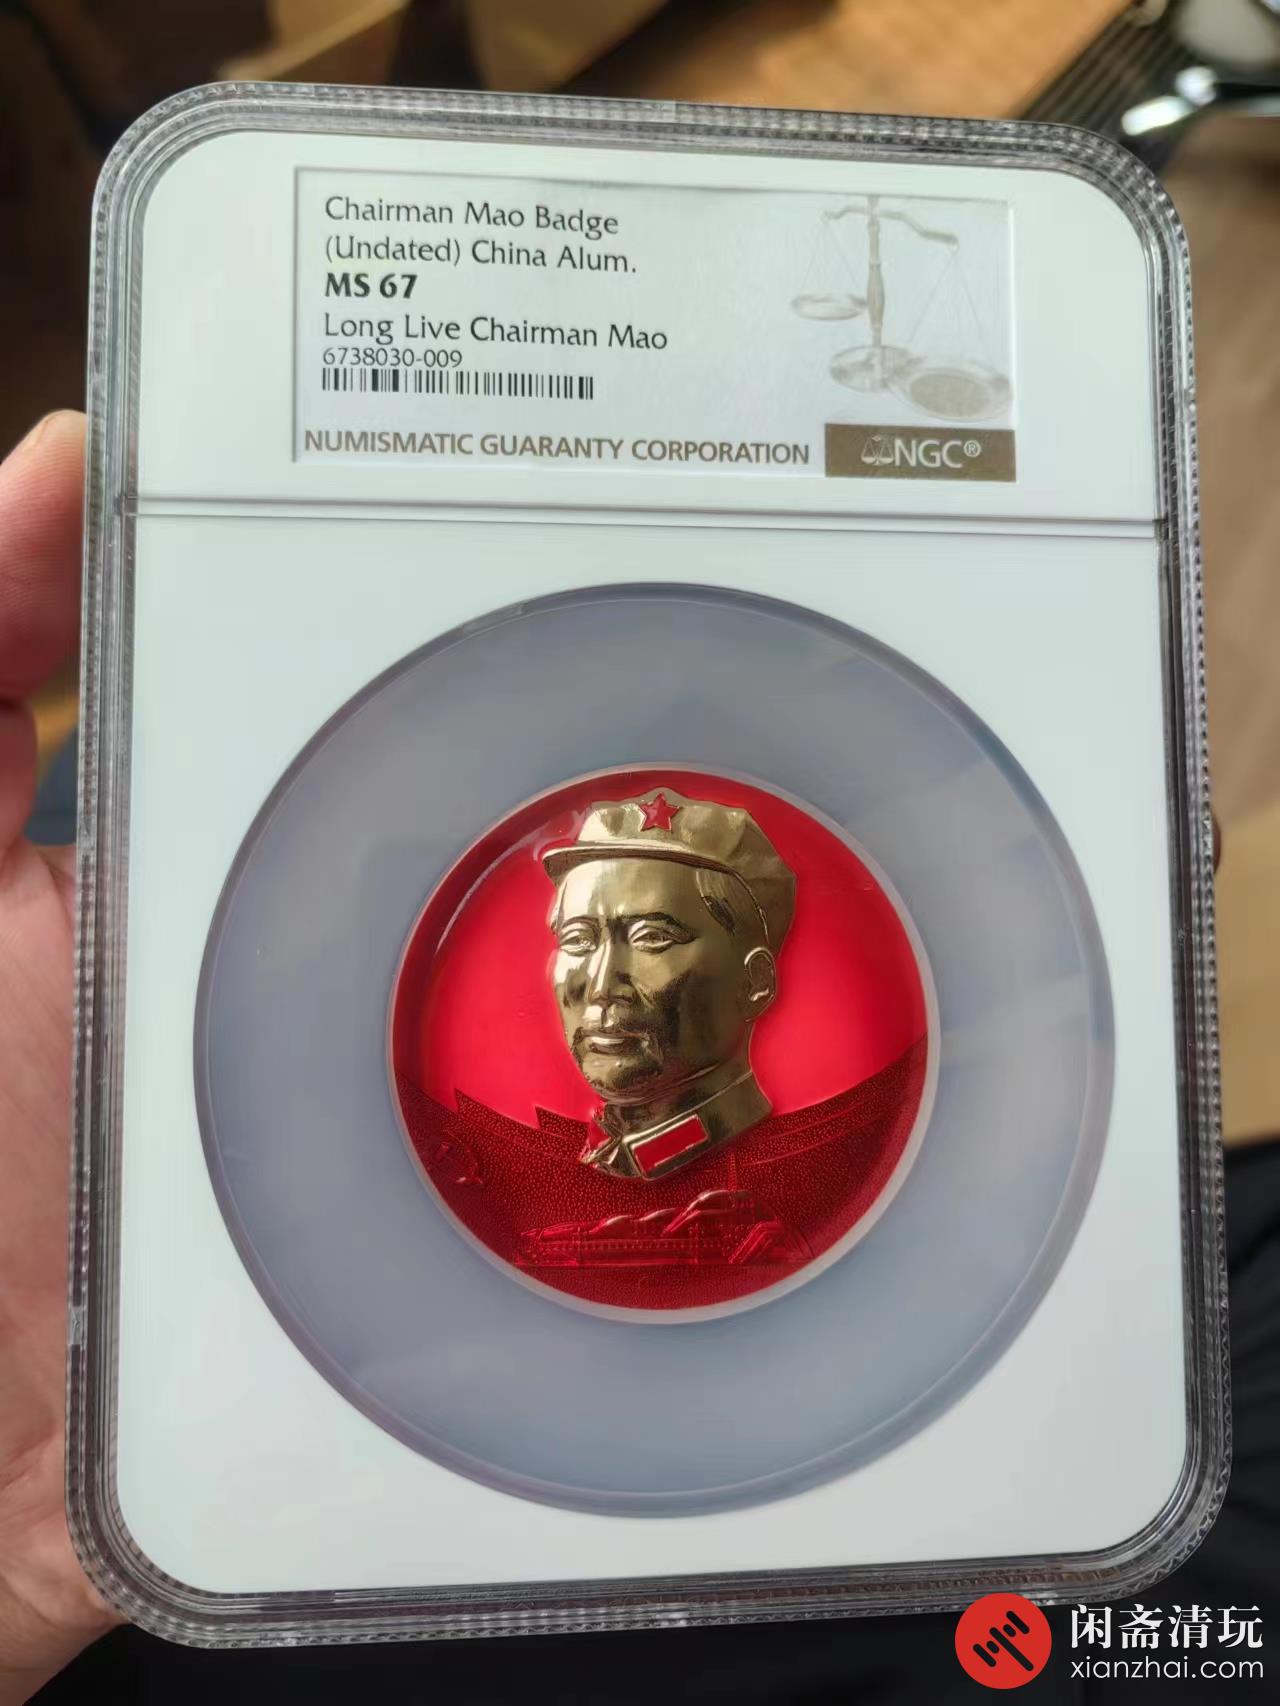 Chairman Mao Badge
(Undated) China Alum.
MS 67
Long Live Chairman Mao
6738030-009
NUMISMATIC GUARANTY CORPORATION
NGC®
闲斋清玩
xianzhai.com